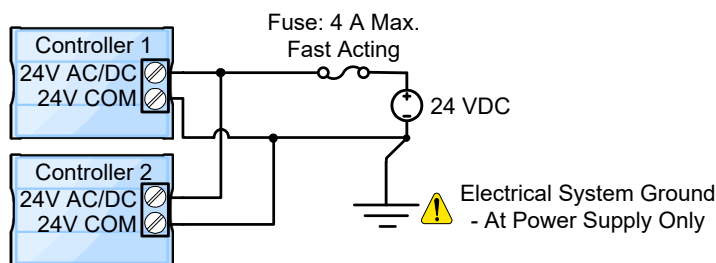 Fuse: 4 A Max.
Fast Acting
Controller 1
24V AC/DC
24V COM
+
-
24 VDC
Controller 2
24V AC/DC
24V COM
!
Electrical System Ground
- At Power Supply Only